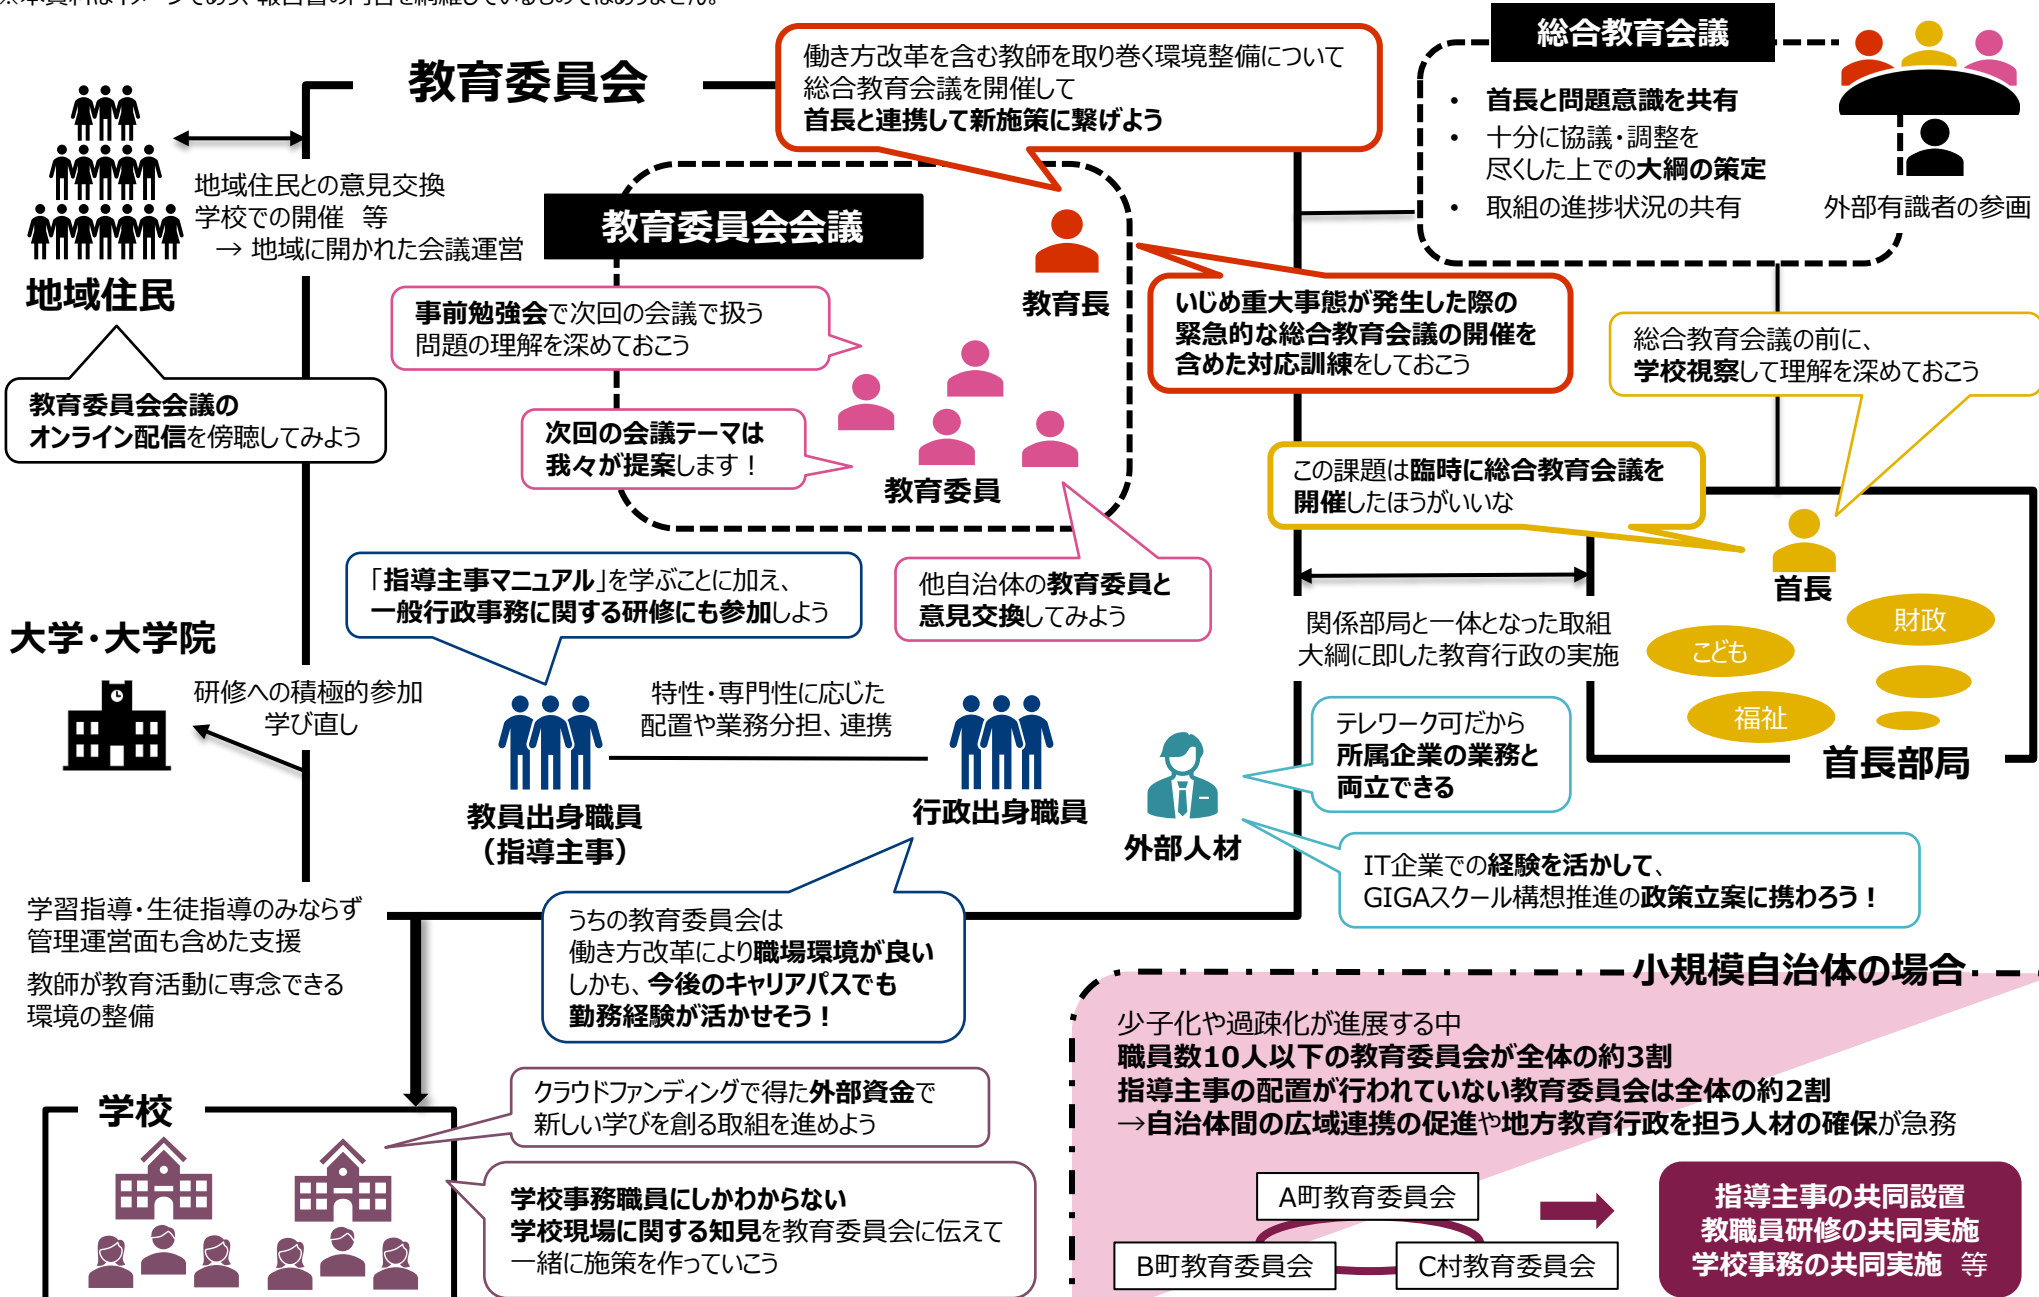 ※本資料はイメージであり、報告書の内容を網羅しているものではありません。
教育委員会
働き方改革を含む教師を取り巻く環境整備について
総合教育会議を開催して
首長と連携して新施策に繋げよう
総合教育会議
・ 首長と問題意識を共有
・ 十分に協議・調整を
尽くした上での大綱の策定
・ 取組の進捗状況の共有
外部有識者の参画
地域住民との意見交換
学校での開催 等
→ 地域に開かれた会議運営
地域住民
教育委員会会議の
オンライン配信を傍聴してみよう
教育委員会会議
教育長
事前勉強会で次回の会議で扱う
問題の理解を深めておこう
次回の会議テーマは
我々が提案します!
教育委員
いじめ重大事態が発生した際の
緊急的な総合教育会議の開催を
含めた対応訓練をしておこう
総合教育会議の前に、
学校視察して理解を深めておこう
この課題は臨時に総合教育会議を
開催したほうがいいな
首長
財政
こども
福祉
首長部局
関係部局と一体となった取組
大綱に即した教育行政の実施
「指導主事マニュアル」を学ぶことに加え、
一般行政事務に関する研修にも参加しよう
他自治体の教育委員と
意見交換してみよう
大学・大学院
研修への積極的参加
学び直し
特性・専門性に応じた
配置や業務分担、連携
教員出身職員
(指導主事)
行政出身職員
外部人材
テレワーク可だから
所属企業の業務と
両立できる
IT企業での経験を活かして、
GIGAスクール構想推進の政策立案に携わろう!
うちの教育委員会は
働き方改革により職場環境が良い
しかも、今後のキャリアパスでも
勤務経験が活かせそう!
学習指導・生徒指導のみならず
管理運営面も含めた支援
教師が教育活動に専念できる
環境の整備
学校
クラウドファンディングで得た外部資金で
新しい学びを創る取組を進めよう
学校事務職員にしかわからない
学校現場に関する知見を教育委員会に伝えて
一緒に施策を作っていこう
小規模自治体の場合
少子化や過疎化が進展する中
職員数10人以下の教育委員会が全体の約3割
指導主事の配置が行われていない教育委員会は全体の約2割
→自治体間の広域連携の促進や地方教育行政を担う人材の確保が急務
A町教育委員会
B町教育委員会
C村教育委員会
指導主事の共同設置
教職員研修の共同実施
学校事務の共同実施 等